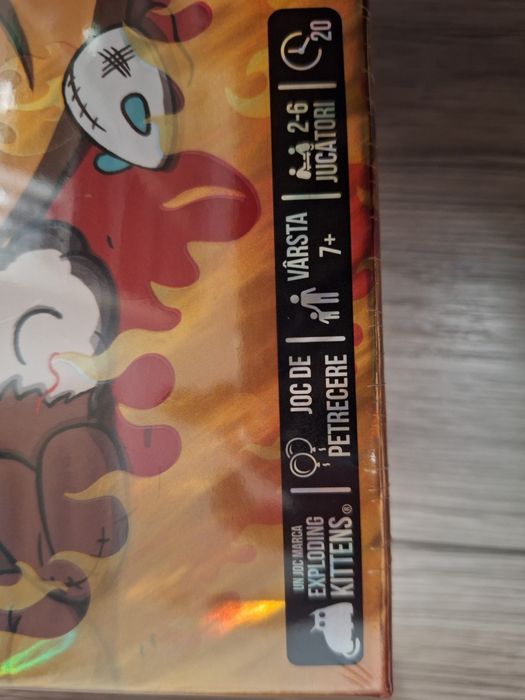 UN JOC MARCA
EXPLODING
KITTENS®
JOC DE
PETRECERE
VÂRSTA
7+
2-6
JUCĂTORI
20